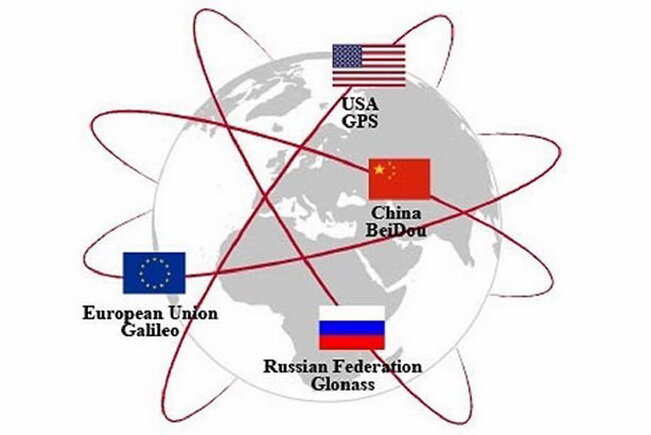 USA
GPS
China
BeiDou
European Union
Galileo
Russian Federation
Glonass